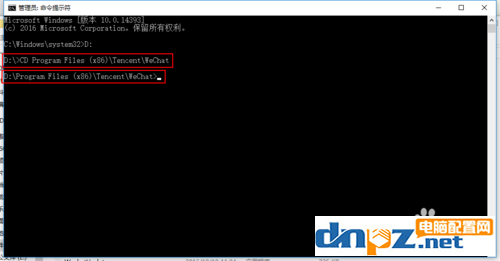 管理员: 命令提示符
Microsoft Windows [版本 10.0.14393]
(c) 2016 Microsoft Corporation。保留所有权利。
C:\Windows\system32>D:
D:\>CD Program Files (x86)\Tencent\WeChat
D:\Program Files (x86)\Tencent\WeChat>
电脑配置网
dnpz.net